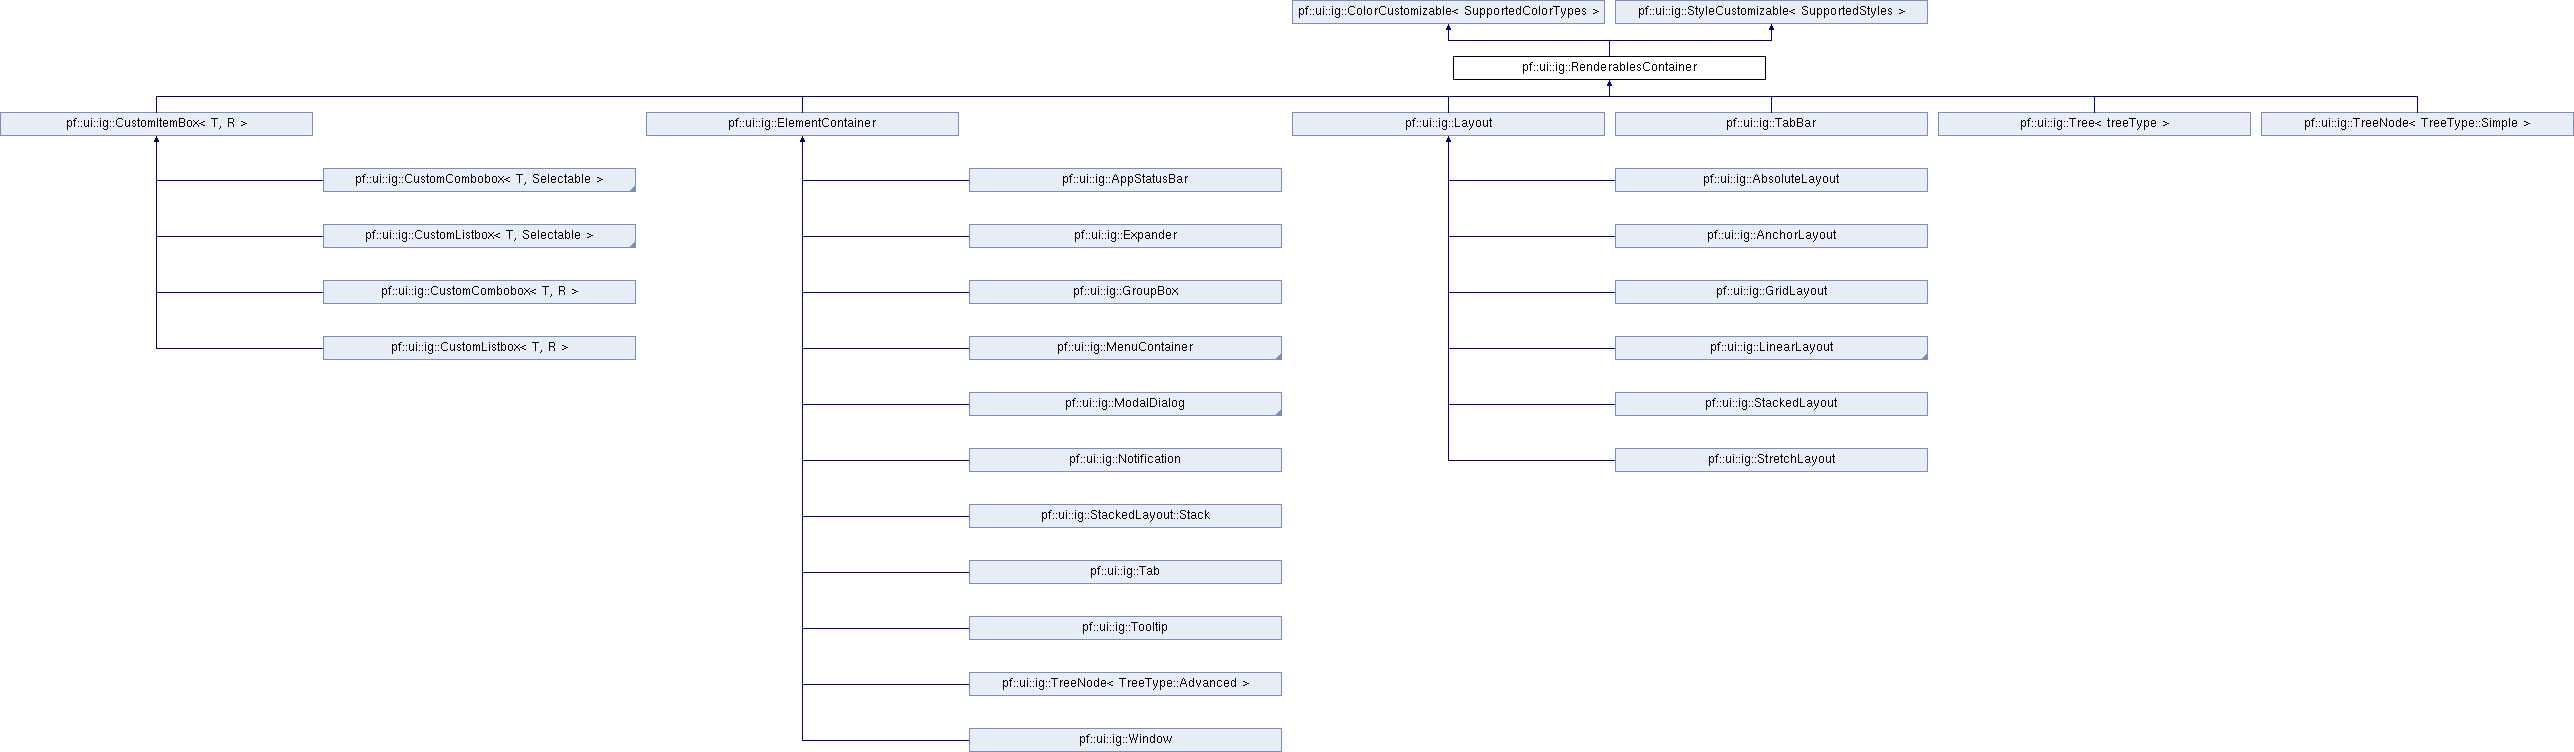 pf::ui::ig::ColorCustomizable< SupportedColorTypes >
pf::ui::ig::StyleCustomizable< SupportedStyles >
pf::ui::ig::RenderablesContainer
pf::ui::ig::CustomItemBox< T, R >
pf::ui::ig::ElementContainer
pf::ui::ig::Layout
pf::ui::ig::TabBar
pf::ui::ig::Tree< treeType >
pf::ui::ig::TreeNode< TreeType::Simple >
pf::ui::ig::CustomCombobox< T, Selectable >
pf::ui::ig::AppStatusBar
pf::ui::ig::AbsoluteLayout
pf::ui::ig::CustomListbox< T, Selectable >
pf::ui::ig::Expander
pf::ui::ig::AnchorLayout
pf::ui::ig::CustomCombobox< T, R >
pf::ui::ig::GroupBox
pf::ui::ig::GridLayout
pf::ui::ig::CustomListbox< T, R >
pf::ui::ig::MenuContainer
pf::ui::ig::LinearLayout
pf::ui::ig::ModalDialog
pf::ui::ig::StackedLayout
pf::ui::ig::Notification
pf::ui::ig::StretchLayout
pf::ui::ig::StackedLayout::Stack
pf::ui::ig::Tab
pf::ui::ig::Tooltip
pf::ui::ig::TreeNode< TreeType::Advanced >
pf::ui::ig::Window